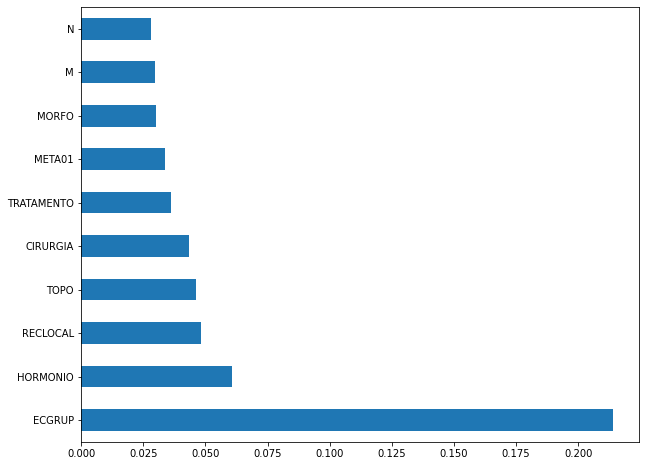 N
M
MORFO
META01
TRATAMENTO
CIRURGIA
TOPO
RECLOCAL
HORMONIO
ECGRUP
0.000 0.025 0.050 0.075 0.100 0.125 0.150 0.175 0.200